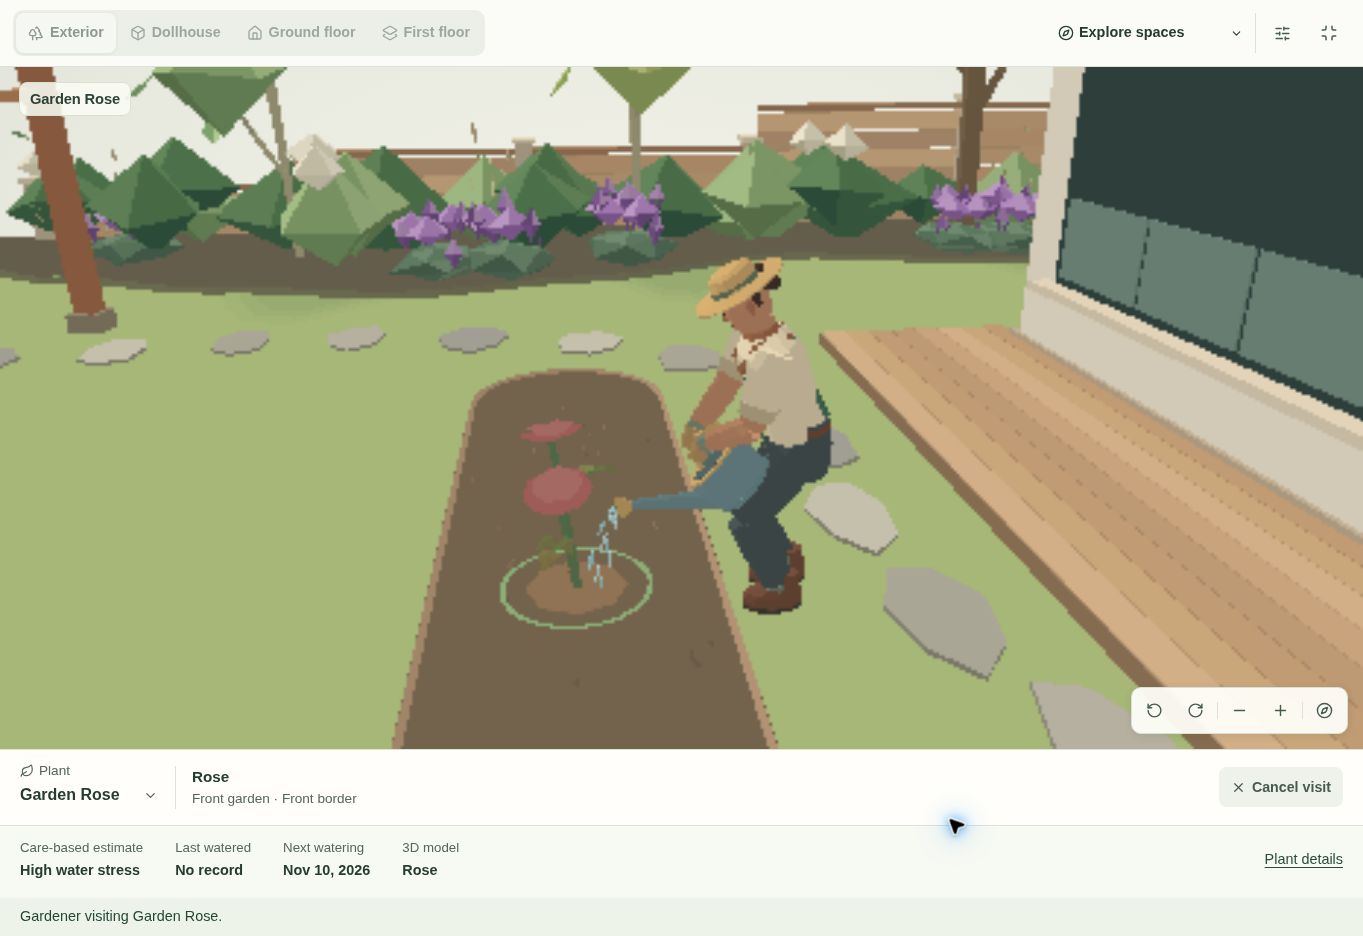 Exterior
Dollhouse
Ground floor
First floor
Explore spaces
Garden Rose
Plant
Garden Rose
Rose
Front garden · Front border
Cancel visit
Care-based estimate
High water stress
Last watered
No record
Next watering
Nov 10, 2026
3D model
Rose
Plant details
Gardener visiting Garden Rose.